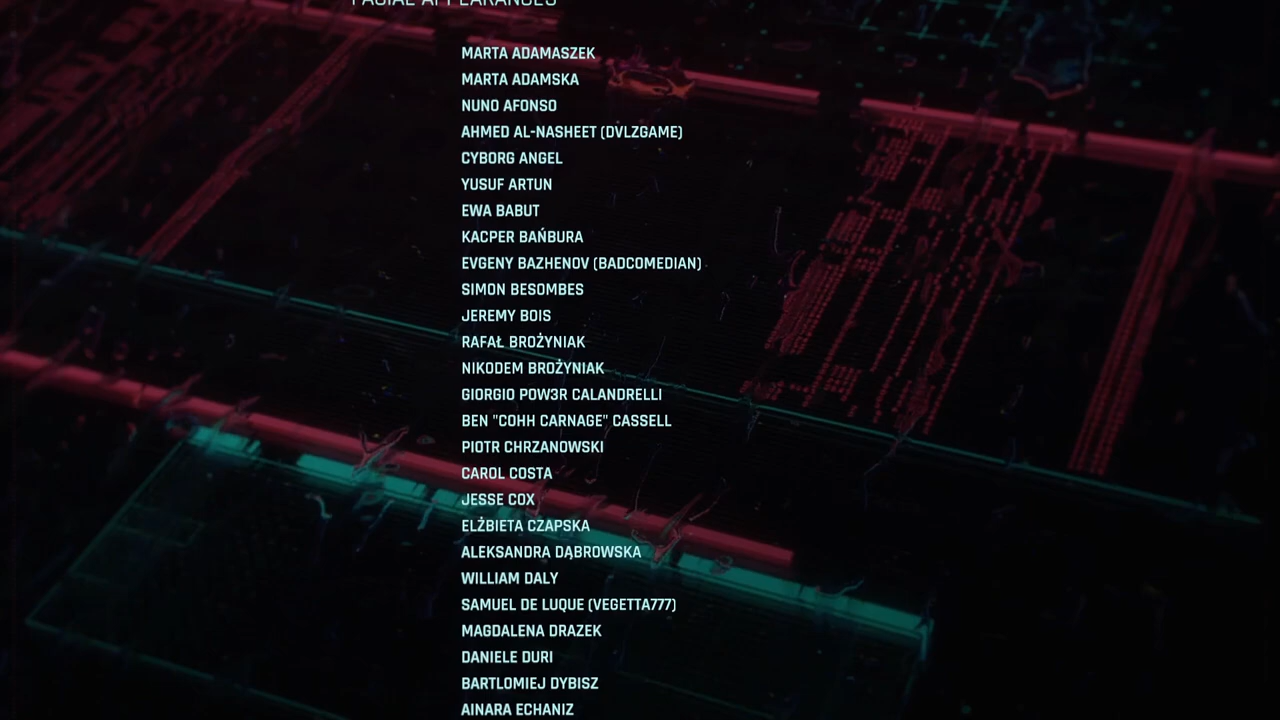 FACIAL APPEARANCES
MARTA ADAMASZEK
MARTA ADAMSKA
NUNO AFONSO
AHMED AL-NASHEET (DVLZGAME)
CYBORG ANGEL
YUSUF ARTUN
EWA BABUT
KACPER BAŃBURA
EVGENY BAZHENOV (BADCOMEDIAN)
SIMON BESOMBES
JEREMY BOIS
RAFAŁ BROŻYNIAK
NIKODEM BROŻYNIAK
GIORGIO POW3R CALANDRELLI
BEN "COHH CARNAGE" CASSELL
PIOTR CHRZANOWSKI
CAROL COSTA
JESSE COX
ELŻBIETA CZAPSKA
ALEKSANDRA DĄBROWSKA
WILLIAM DALY
SAMUEL DE LUQUE (VEGETTA777)
MAGDALENA DRAZEK
DANIELE DURI
BARTLOMIEJ DYBISZ
AINARA ECHANIZ